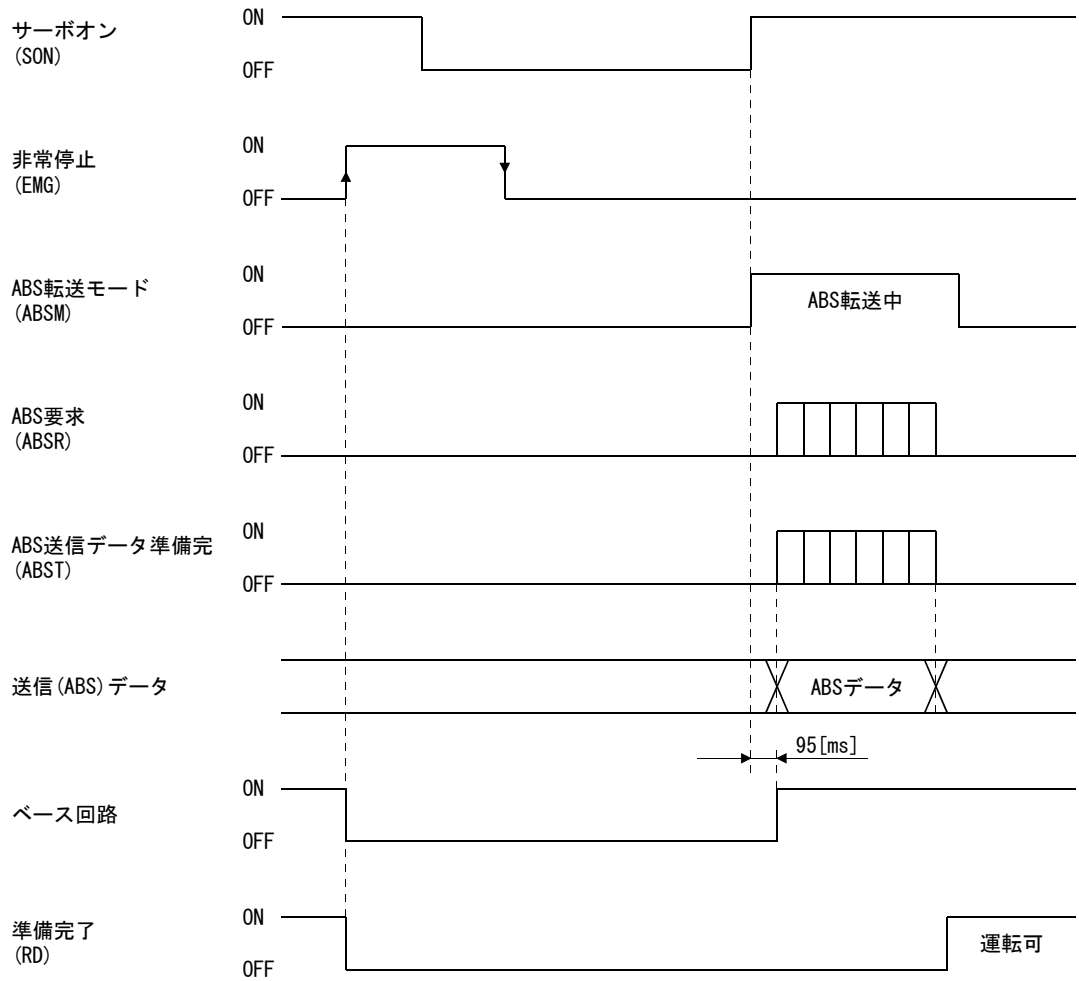 サーボオン
(SON)
ON
OFF
非常停止
(EMG)
ON
OFF
ABS転送モード
(ABSM)
ON
OFF
ABS転送中
ABS要求
(ABSR)
ON
OFF
ABS送信データ準備完
(ABST)
ON
OFF
送信(ABS)データ
ABSデータ
95[ms]
ベース回路
ON
OFF
準備完了
(RD)
ON
OFF
運転可